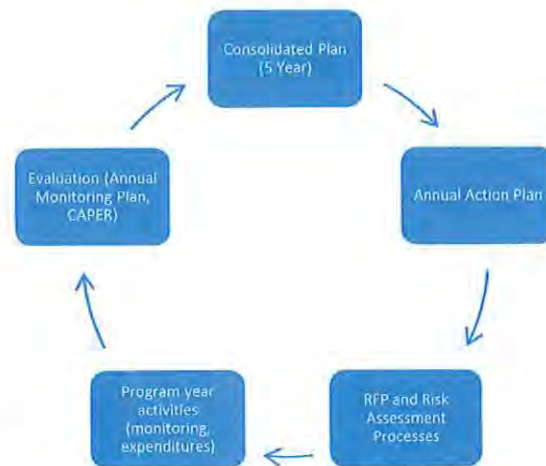 Consolidated Plan
(5 Year)
Annual Action Plan
RFP and Risk
Assessment
Processes
Program year
activities
(monitoring,
expenditures)
Evaluation (Annual
Monitoring Plan,
CAPER)